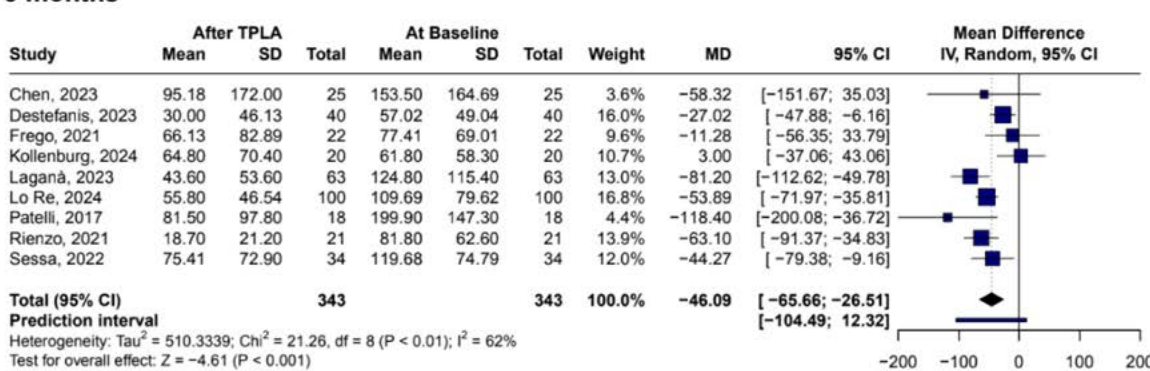 After TPLA At Baseline Mean Difference
Study Mean SD Total Mean SD Total Weight MD 95% CI IV, Random, 95% CI
Chen, 2023 95.18 172.00 25 153.50 164.69 25 3.6% −58.32 [−151.67; 35.03]
Destefanis, 2023 30.00 46.13 40 57.02 49.04 40 16.0% −27.02 [ −47.88; −6.16]
Frego, 2021 66.13 82.89 22 77.41 69.01 22 9.6% −11.28 [ −56.35; 33.79]
Kollenburg, 2024 64.80 70.40 20 61.80 58.30 20 10.7% 3.00 [ −37.06; 43.06]
Laganà, 2023 43.60 53.60 63 124.80 115.40 63 13.0% −81.20 [−112.62; −49.78]
Lo Re, 2024 55.80 46.54 100 109.69 79.62 100 16.8% −53.89 [ −71.97; −35.81]
Patelli, 2017 81.50 97.80 18 199.90 147.30 18 4.4% −118.40 [−200.08; −36.72]
Rienzo, 2021 18.70 21.20 21 81.80 62.60 21 13.9% −63.10 [ −91.37; −34.83]
Sessa, 2022 75.41 72.90 34 119.68 74.79 34 12.0% −44.27 [ −79.38; −9.16]
Total (95% CI) 343 343 100.0% −46.09 [ −65.66; −26.51]
Prediction interval [−104.49; 12.32]
Heterogeneity: Tau² = 510.3339; Chi² = 21.26, df = 8 (P < 0.01); I² = 62%
Test for overall effect: Z = −4.61 (P < 0.001)
−200 −100 0 100 200